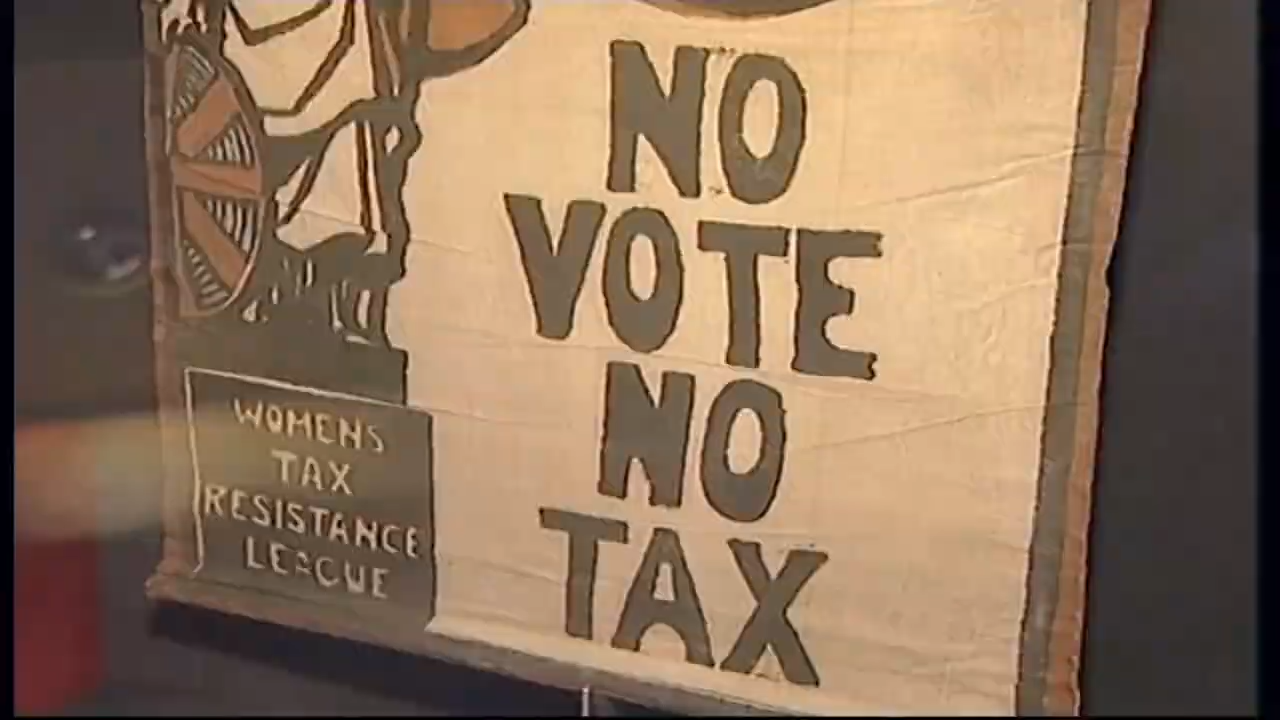 NO
VOTE
NO
TAX
WOMENS
TAX
RESISTANCE
LEAGUE